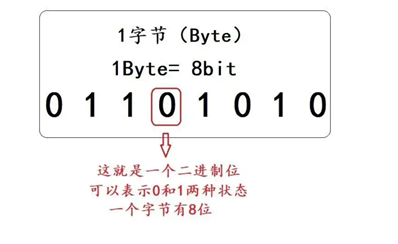 1字节（Byte）
1Byte= 8bit
0 1 1 0 1 0 1 0
这就是一个二进制位
可以表示0和1两种状态
一个字节有8位